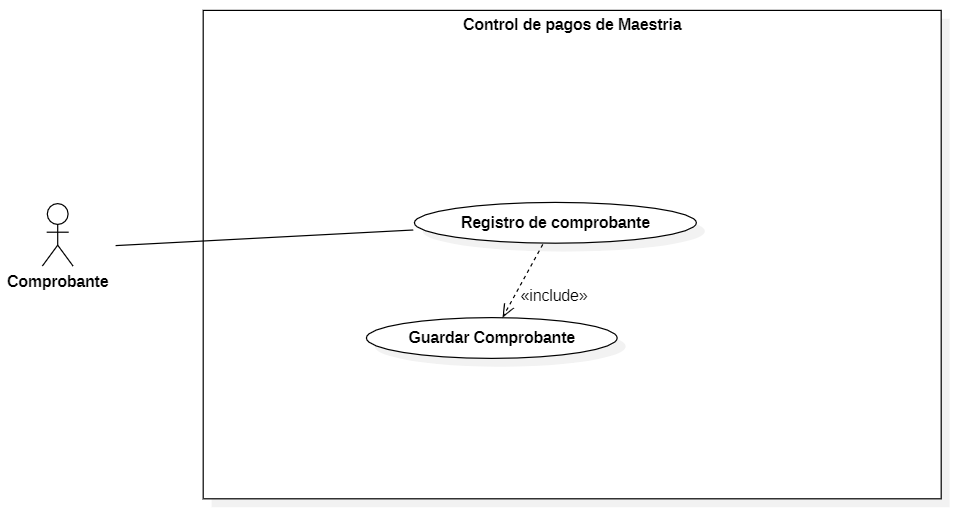 Control de pagos de Maestria
Registro de comprobante
Comprobante
«include»
Guardar Comprobante